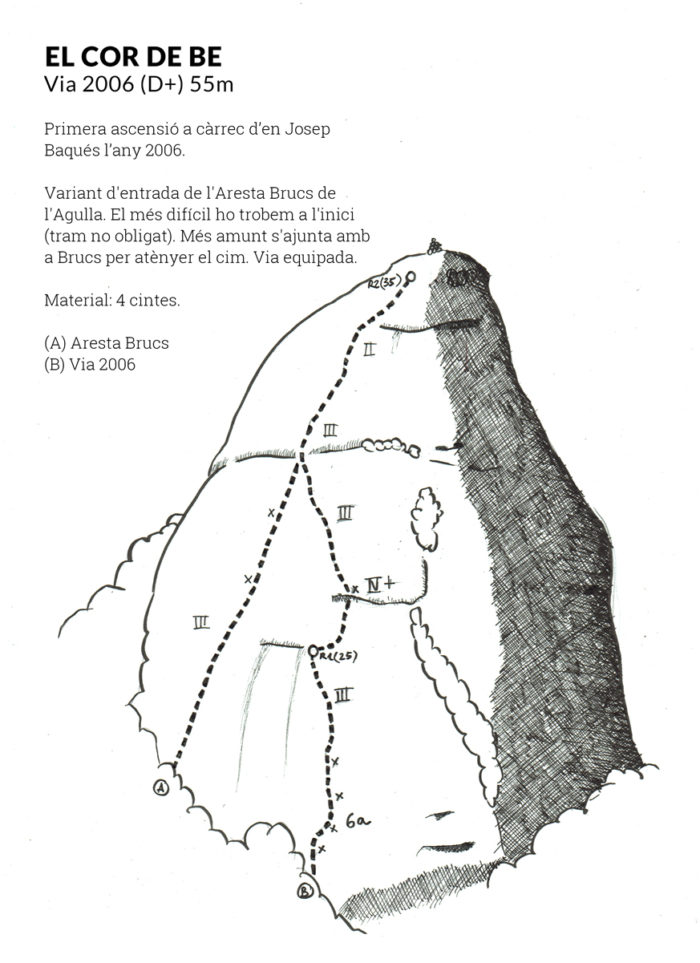 EL COR DE BE
Via 2006 (D+) 55m
Primera ascensió a càrrec d'en Josep
Baqués l'any 2006.
Variant d'entrada de l'Aresta Brucs de
l'Agulla. El més difícil ho trobem a l'inici
(tram no obligat). Més amunt s'ajunta amb
a Brucs per atènyer el cim. Via equipada.
Material: 4 cintes.
(A) Aresta Brucs
(B) Via 2006
R2(35)
II
III
III
IV+
III
R1(25)
III
A
6a
B